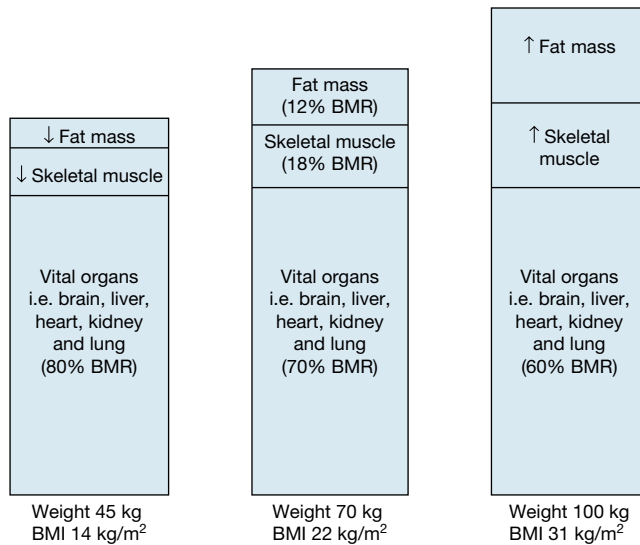 ↓ Fat mass
↓ Skeletal muscle
Vital organs
i.e. brain, liver,
heart, kidney
and lung
(80% BMR)
Weight 45 kg
BMI 14 kg/m²
Fat mass
(12% BMR)
Skeletal muscle
(18% BMR)
Vital organs
i.e. brain, liver,
heart, kidney
and lung
(70% BMR)
Weight 70 kg
BMI 22 kg/m²
↑ Fat mass
↑ Skeletal
muscle
Vital organs
i.e. brain, liver,
heart, kidney
and lung
(60% BMR)
Weight 100 kg
BMI 31 kg/m²